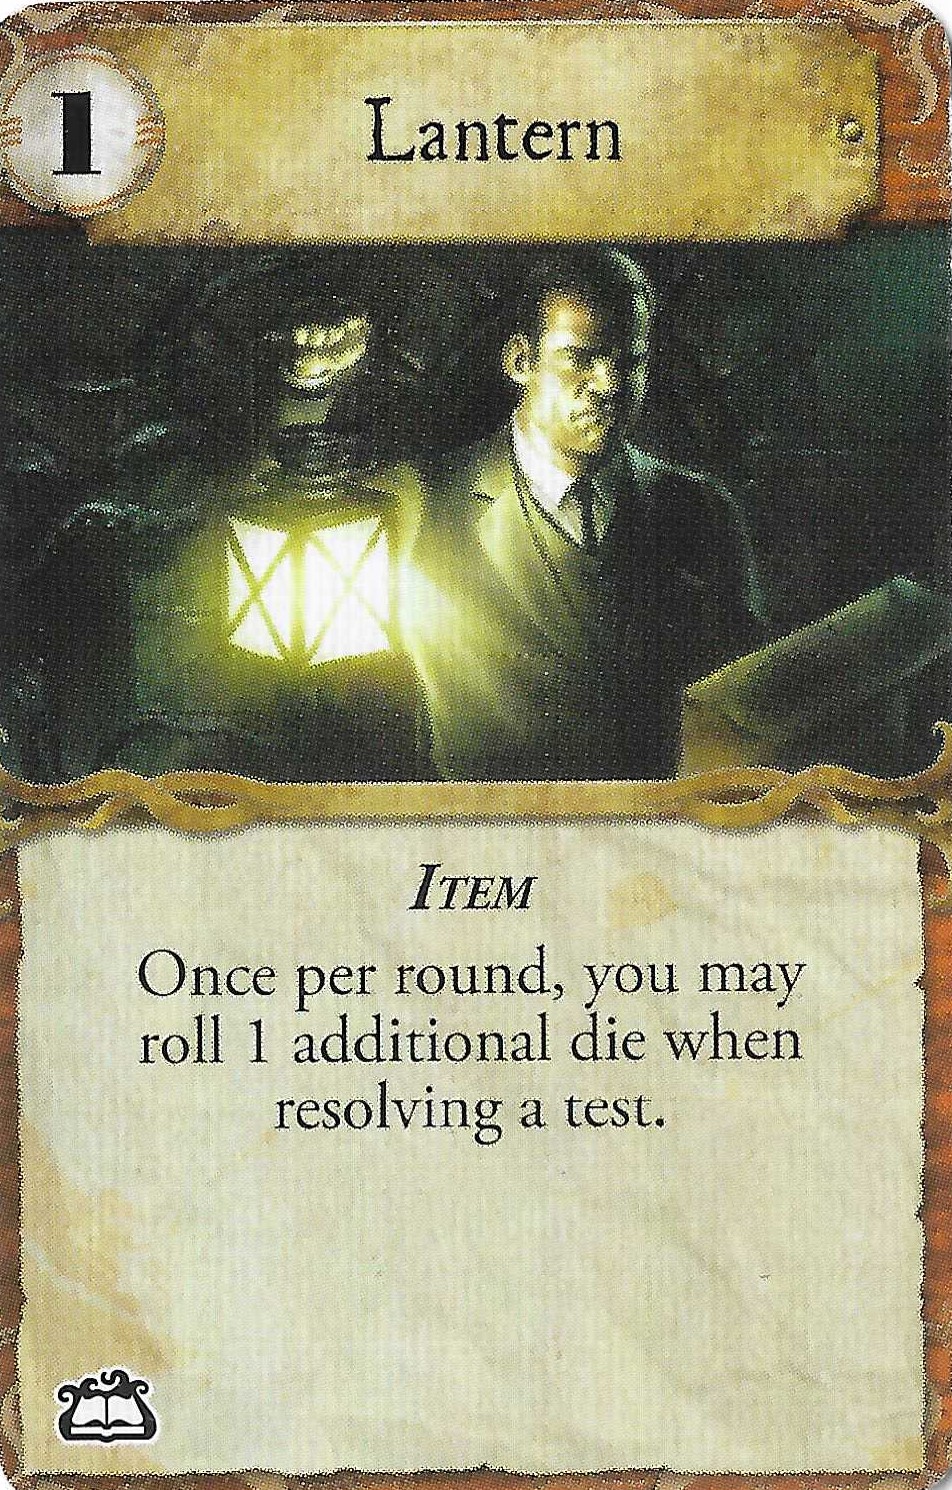 1
Lantern
ITEM
Once per round, you may
roll 1 additional die when
resolving a test.